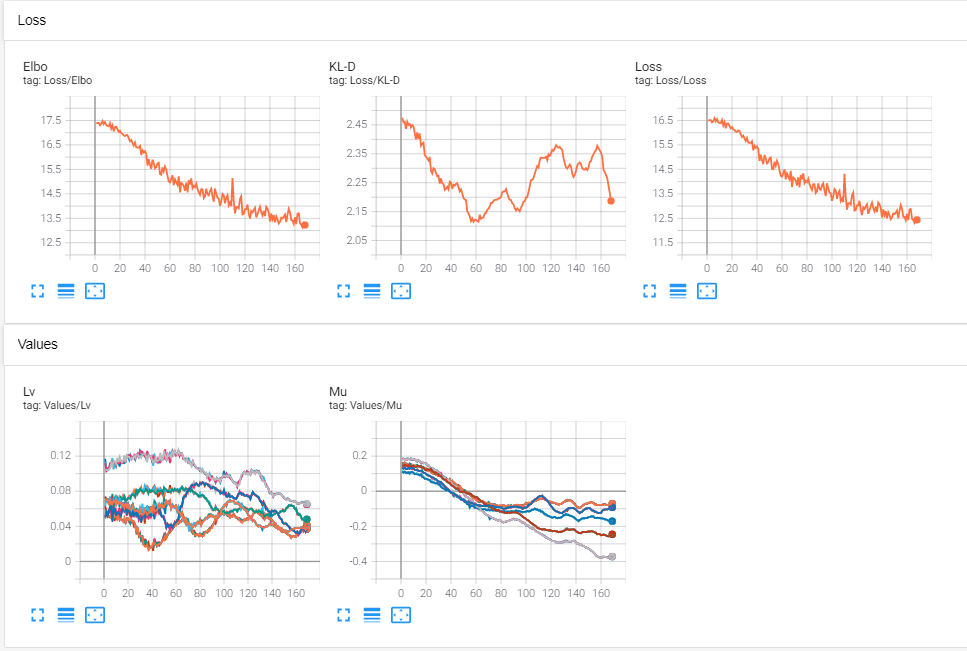 Loss
Elbo KL-D Loss
tag: Loss/Elbo tag: Loss/KL-D tag: Loss/Loss
17.5 2.45 16.5
16.5 2.35 15.5
15.5 2.25 14.5
14.5 2.15 13.5
13.5 2.05 12.5
12.5 11.5
0 20 40 60 80 100 120 140 160 0 20 40 60 80 100 120 140 160 0 20 40 60 80 100 120 140 160
Values
Lv Mu
tag: Values/Lv tag: Values/Mu
0.12 0.2
0.08 0
0.04 -0.2
0 -0.4
0 20 40 60 80 100 120 140 160 0 20 40 60 80 100 120 140 160